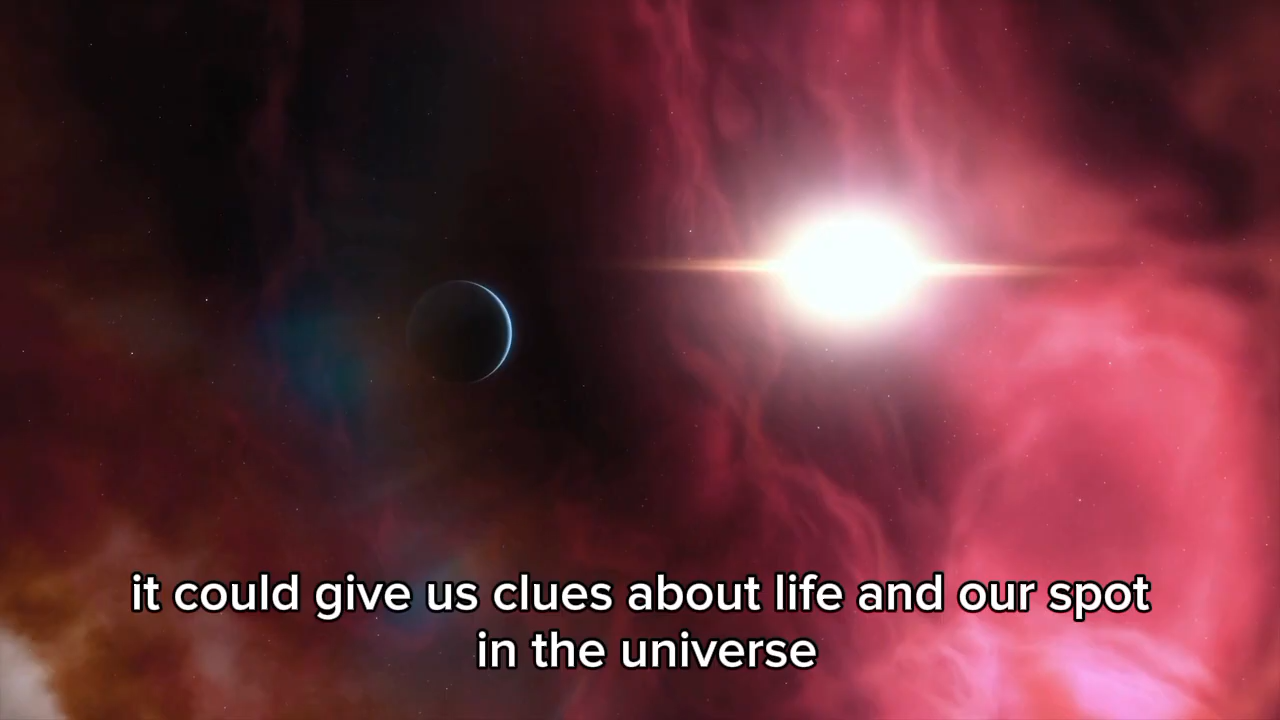 it could give us clues about life and our spot
in the universe